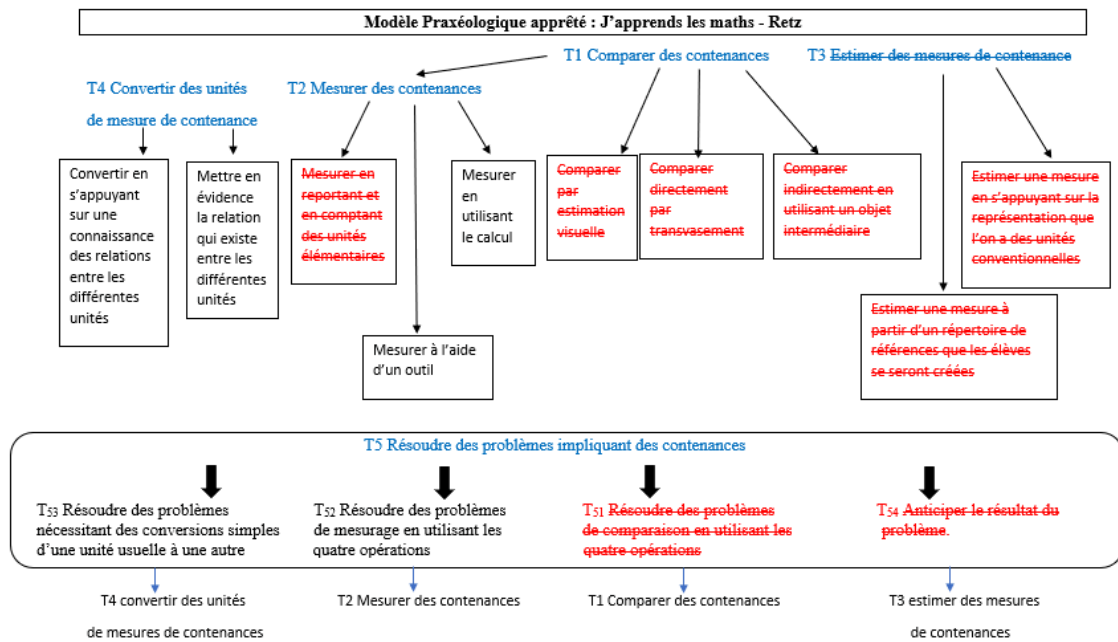 Modèle Praxéologique apprêté : J'apprends les maths - Retz
T1 Comparer des contenances
T3 Estimer des mesures de contenance
T4 Convertir des unités
de mesure de contenance
T2 Mesurer des contenances
Convertir en
s'appuyant
sur une
connaissance
des relations
entre les
différentes
unités
Mettre en
évidence
la relation
qui existe
entre les
différentes
unités
Mesurer en
reportant et
en comptant
des unités
élémentaires
Mesurer
en
utilisant
le calcul
Comparer
par
estimation
visuelle
Comparer
directement
par
transvasement
Comparer
indirectement en
utilisant un objet
intermédiaire
Estimer une mesure
en s'appuyant sur la
représentation que
l'on a des unités
conventionnelles
Mesurer à l'aide
d'un outil
Estimer une mesure à
partir d'un répertoire de
références que les élèves
se seront créées
T5 Résoudre des problèmes impliquant des contenances
T53 Résoudre des problèmes
nécessitant des conversions simples
d'une unité usuelle à une autre
T52 Résoudre des problèmes
de mesurage en utilisant les
quatre opérations
T51 Résoudre des problèmes
de comparaison en utilisant les
quatre opérations
T54 Anticiper le résultat du
problème.
T4 convertir des unités
de mesures de contenances
T2 Mesurer des contenances
T1 Comparer des contenances
T3 estimer des mesures
de contenances